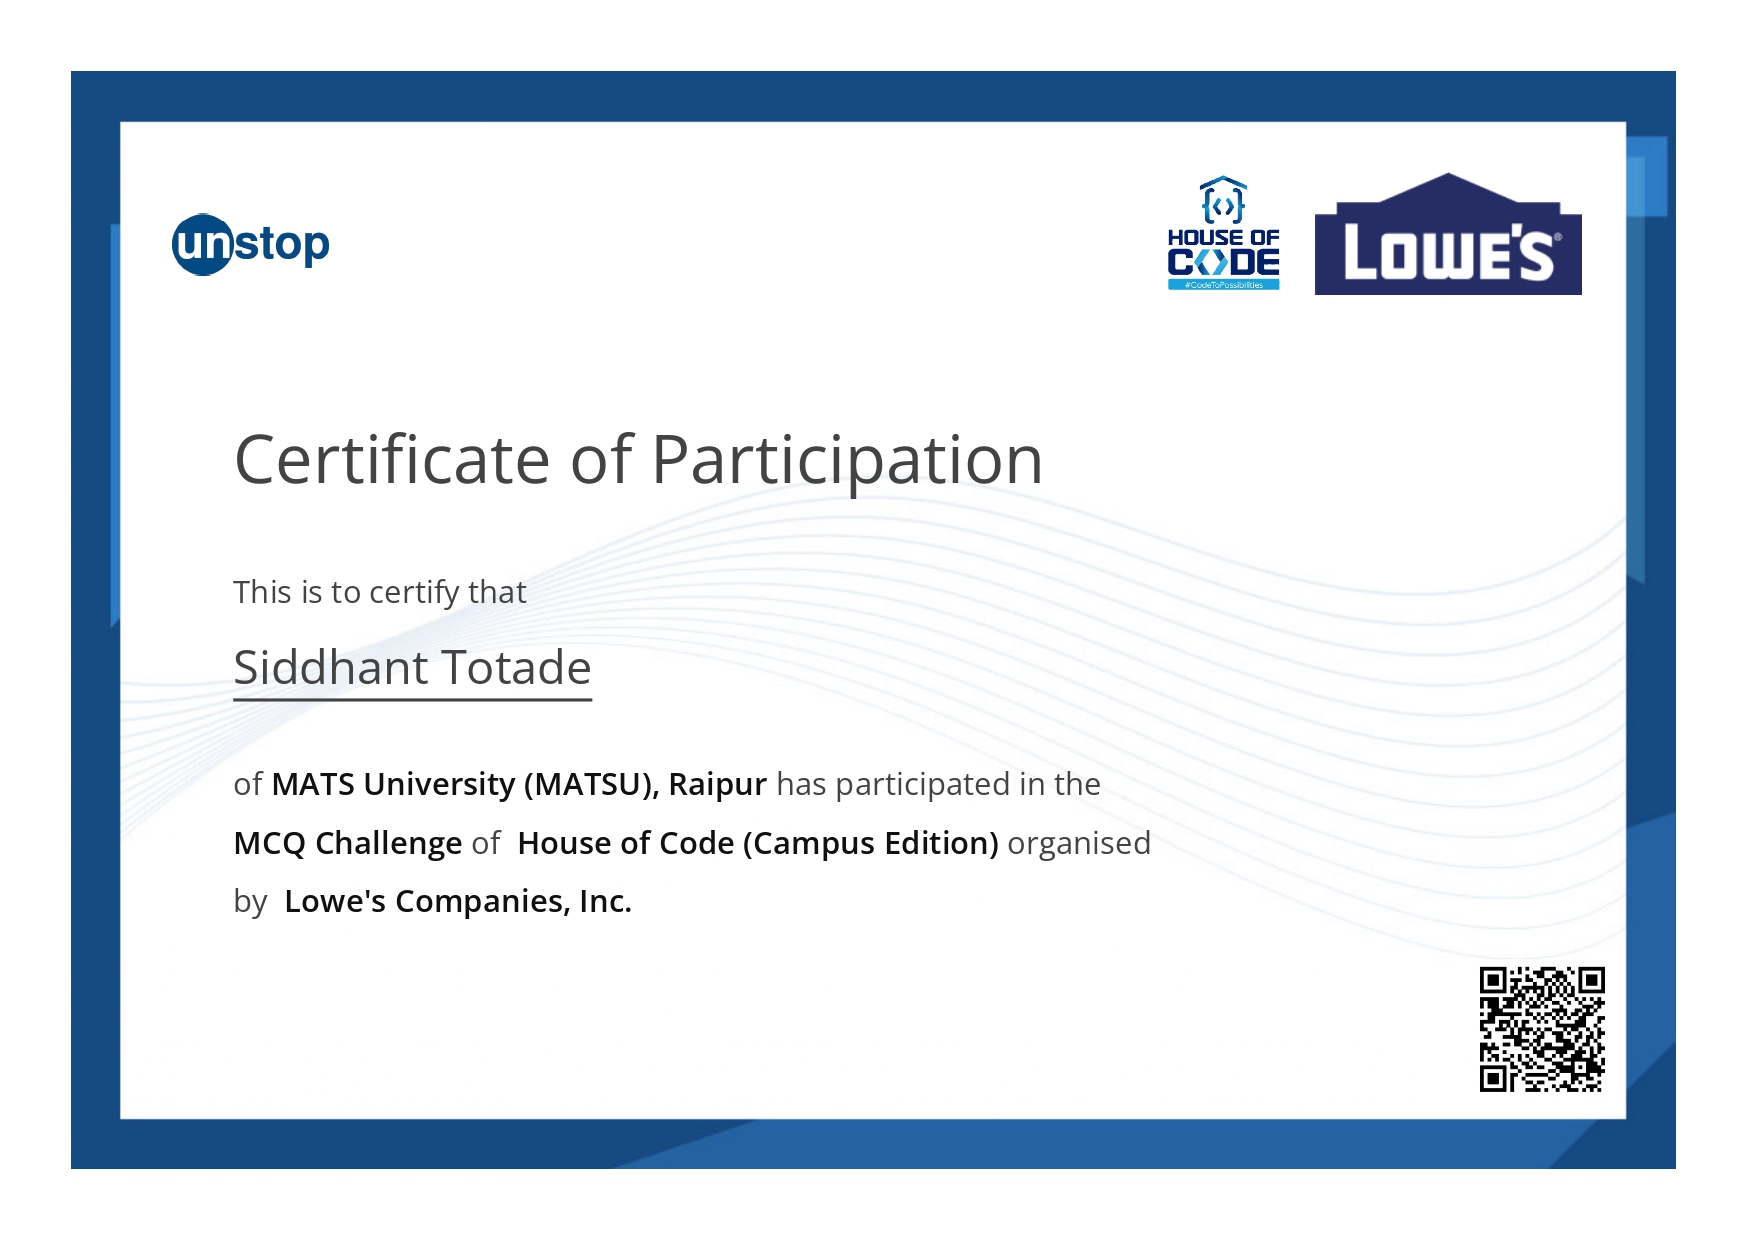 unstop
HOUSE OF
CODE
#CodeToPossibilities
LOWE'S®
Certificate of Participation
This is to certify that
Siddhant Totade
of MATS University (MATSU), Raipur has participated in the
MCQ Challenge of House of Code (Campus Edition) organised
by Lowe's Companies, Inc.